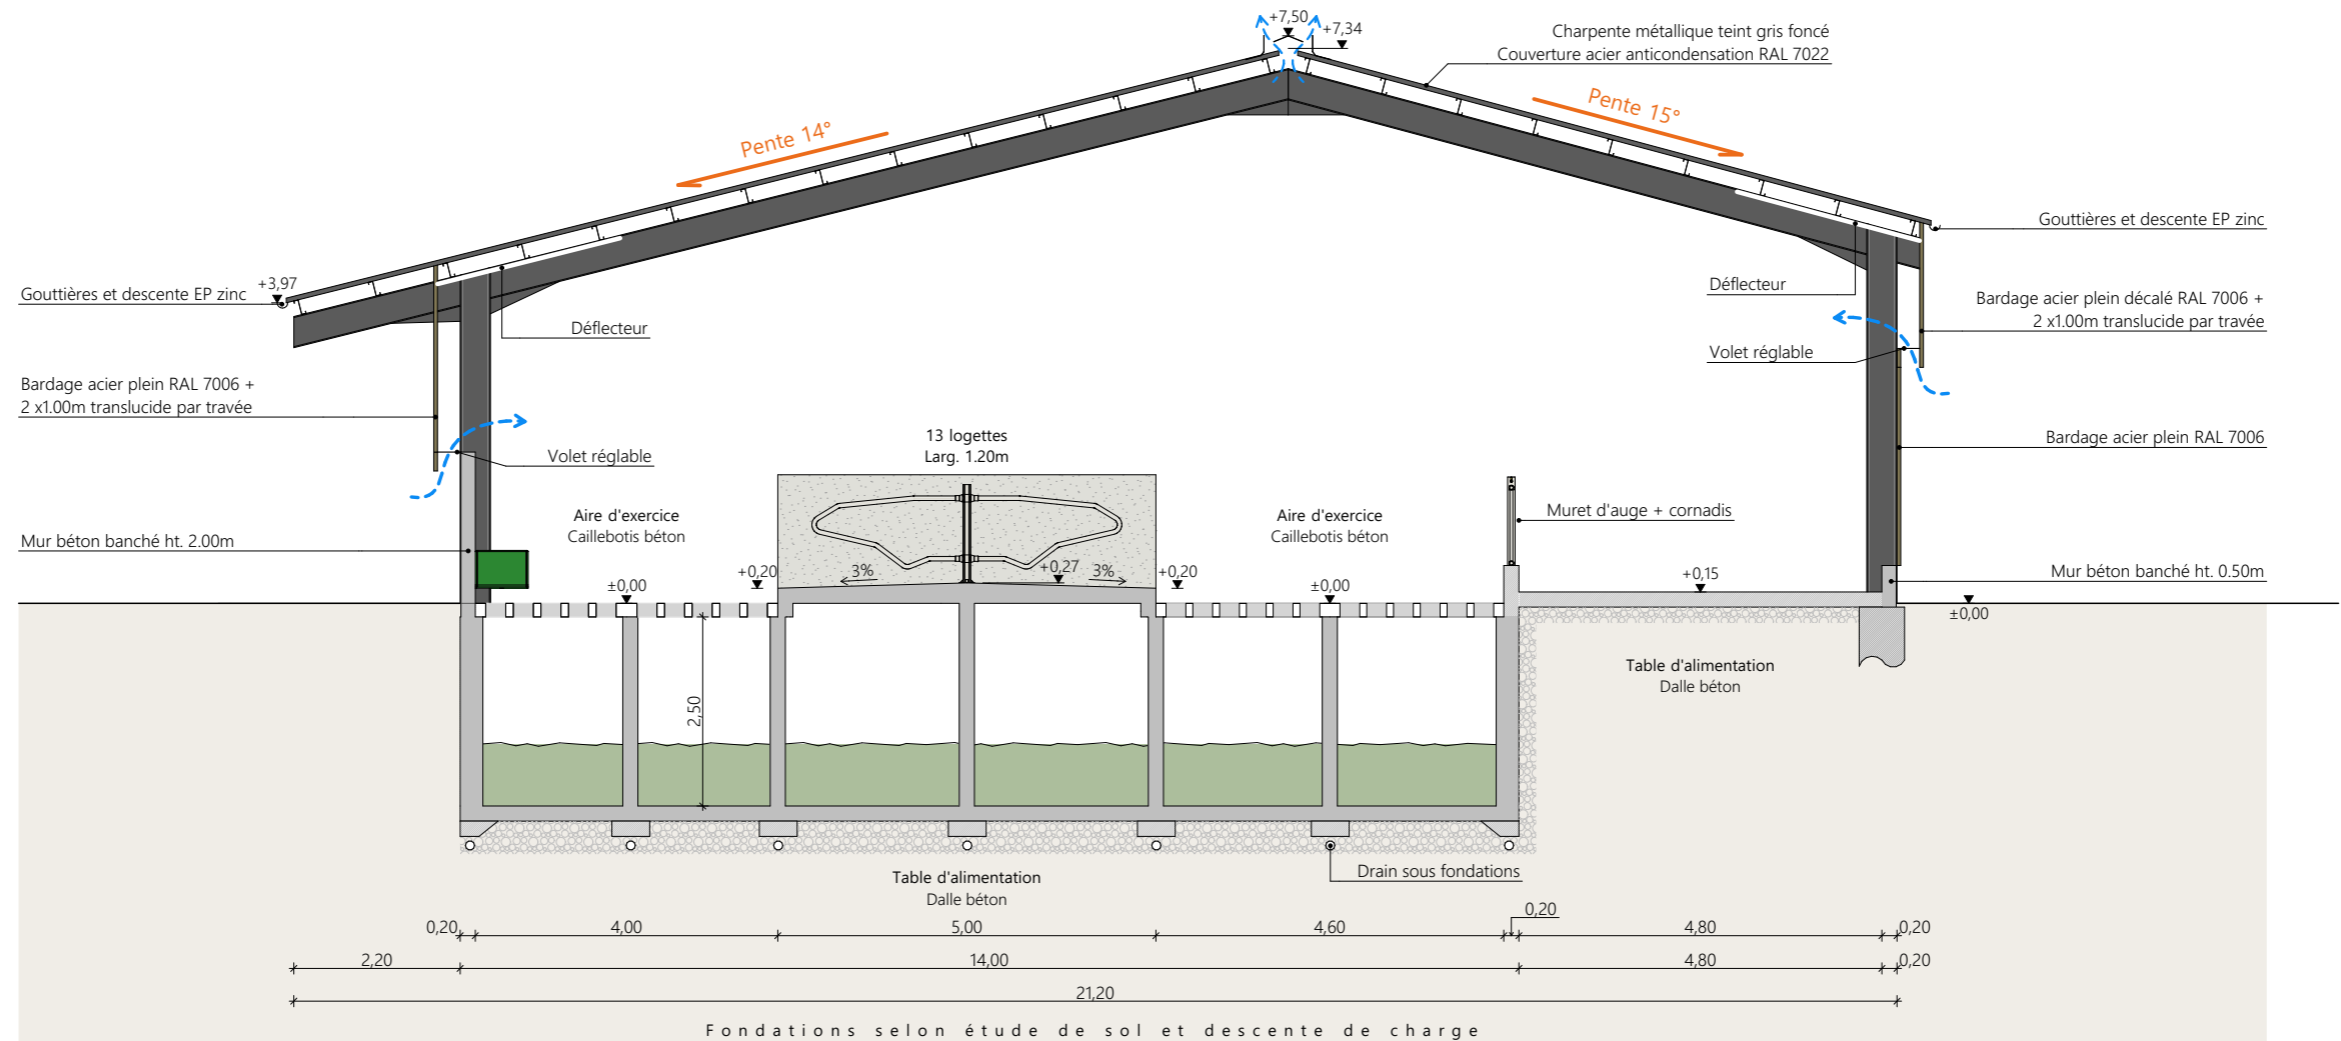 +7,50
+7,34
Charpente métallique teint gris foncé
Couverture acier anticondensation RAL 7022
Pente 14°
Pente 15°
Gouttières et descente EP zinc
+3,97
Gouttières et descente EP zinc
Déflecteur
Déflecteur
Bardage acier plein décalé RAL 7006 +
2 x1.00m translucide par travée
Volet réglable
Bardage acier plein RAL 7006 +
2 x1.00m translucide par travée
Volet réglable
13 logettes
Larg. 1.20m
Bardage acier plein RAL 7006
Aire d'exercice
Caillebotis béton
Aire d'exercice
Caillebotis béton
Muret d'auge + cornadis
Mur béton banché ht. 2.00m
Mur béton banché ht. 0.50m
+0,20
3%
+0,27
3%
+0,20
+0,15
±0,00
±0,00
±0,00
2,50
Table d'alimentation
Dalle béton
Drain sous fondations
Table d'alimentation
Dalle béton
0,20
4,00
5,00
4,60
0,20
4,80
0,20
2,20
14,00
4,80
0,20
21,20
Fondations selon étude de sol et descente de charge